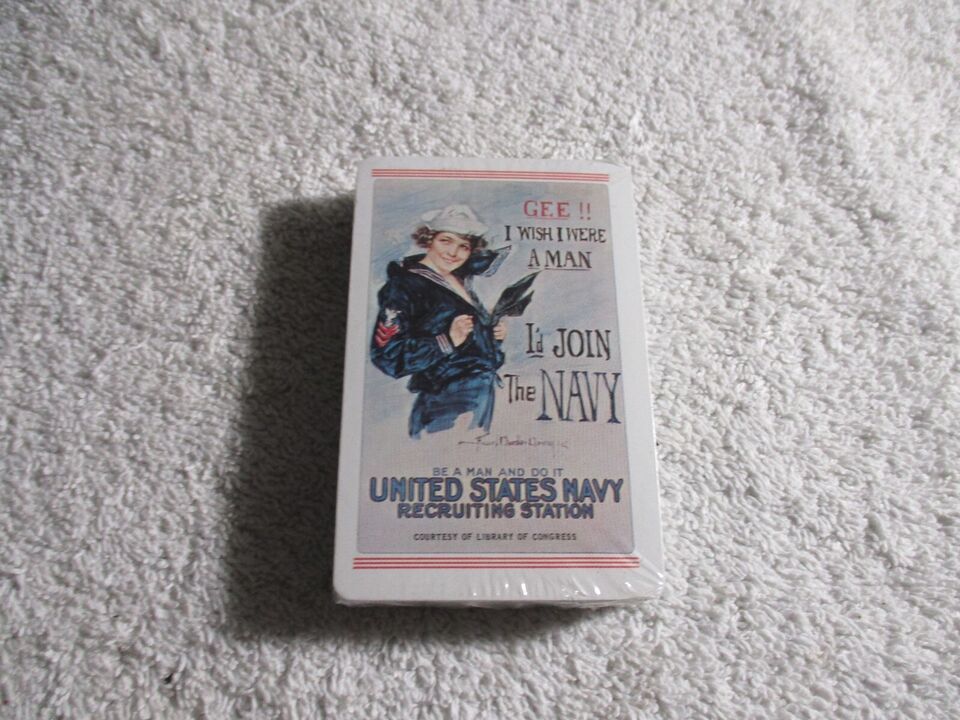 GEE !!
I WISH I WERE
A MAN
I'd JOIN
The NAVY
BE A MAN AND DO IT
UNITED STATES NAVY
RECRUITING STATION
COURTESY OF LIBRARY OF CONGRESS